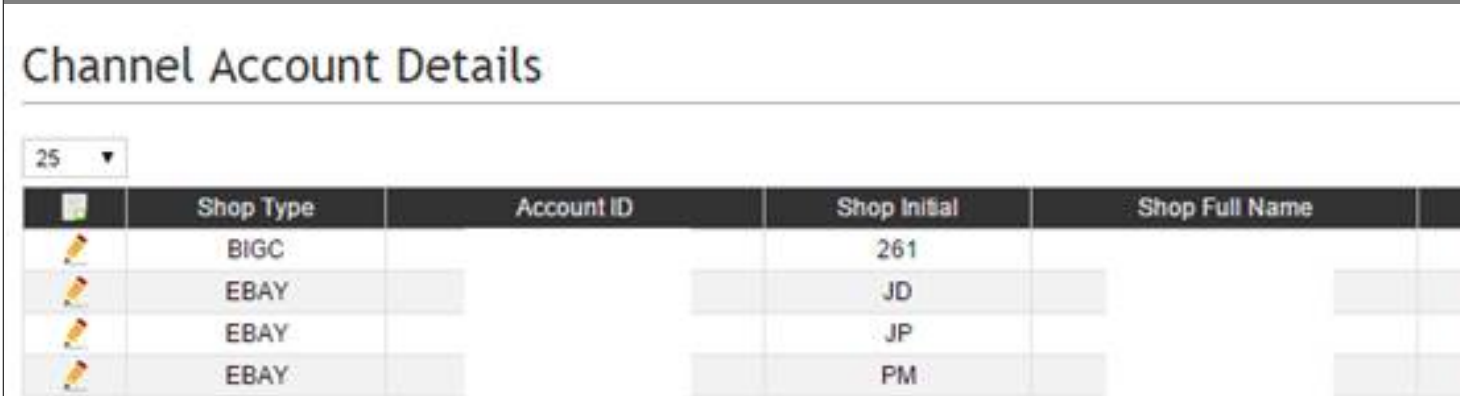 Channel Account Details
25
Shop Type Account ID Shop Initial Shop Full Name
BIGC 261
EBAY JD
EBAY JP
EBAY PM